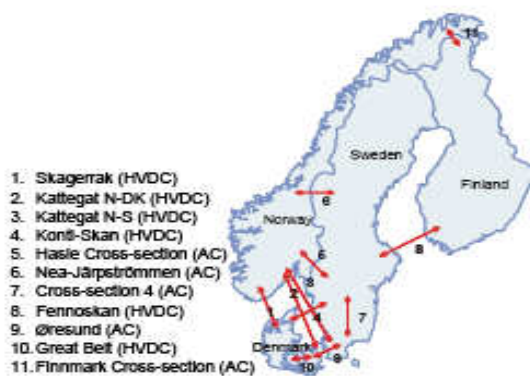 11
Sweden
Finland
1. Skagerrak (HVDC)
2. Kattegat N-DK (HVDC)
3. Kattegat N-S (HVDC)
4. Konti-Skan (HVDC)
5. Hasle Cross-section (AC)
6. Nea-Järpströmmen (AC)
7. Cross-section 4 (AC)
8. Fennoskan (HVDC)
9. Øresund (AC)
10. Great Belt (HVDC)
11. Finnmark Cross-section (AC)
6
Norway
8
5
3
2
1
4
7
Denmark
9
10